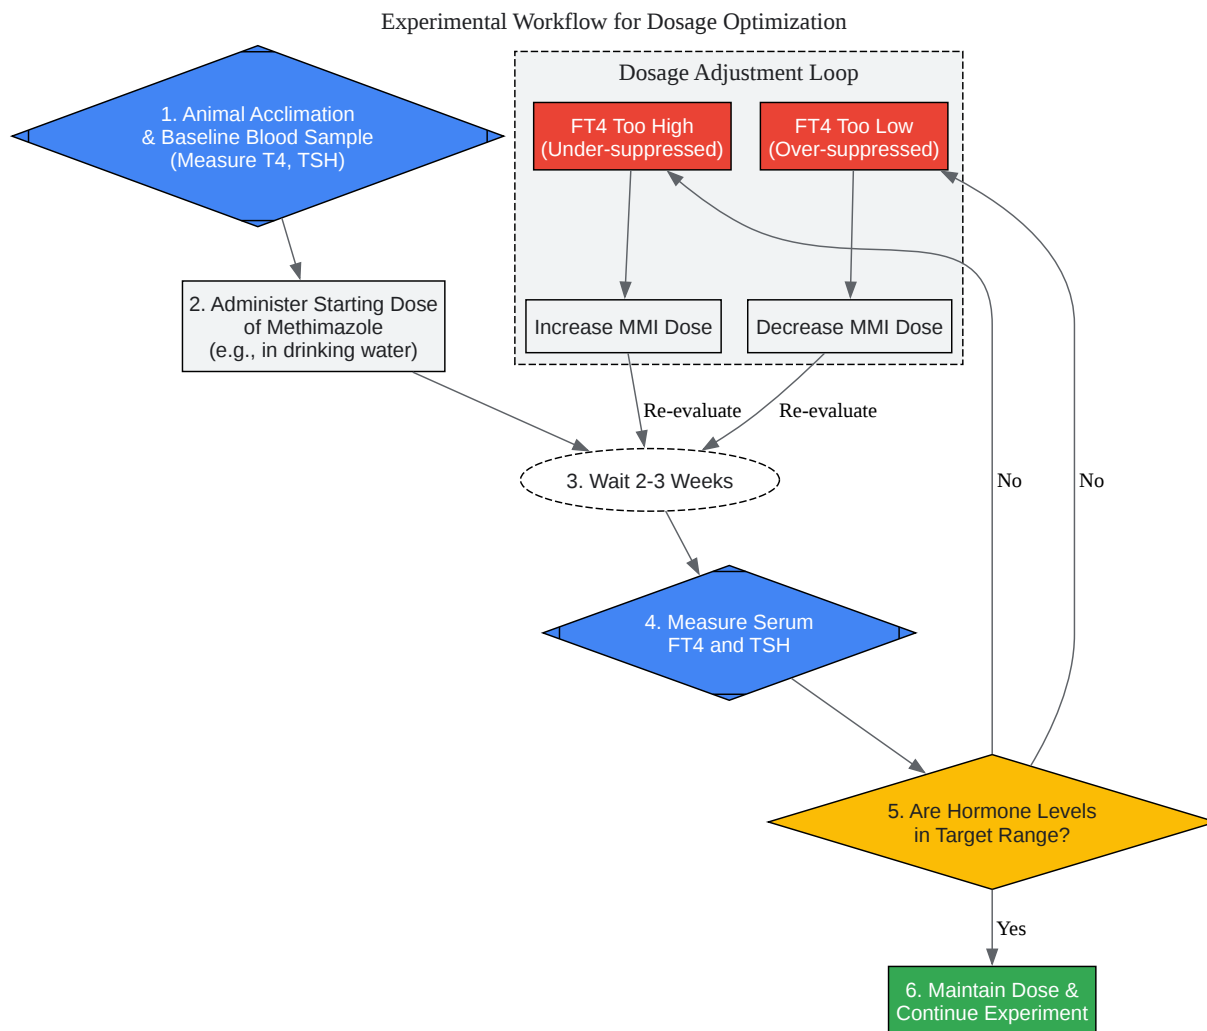 Experimental Workflow for Dosage Optimization
Dosage Adjustment Loop
1. Animal Acclimation
& Baseline Blood Sample
(Measure T4, TSH)
FT4 Too High
(Under-suppressed)
FT4 Too Low
(Over-suppressed)
2. Administer Starting Dose
of Methimazole
(e.g., in drinking water)
Increase MMI Dose
Decrease MMI Dose
Re-evaluate
Re-evaluate
3. Wait 2-3 Weeks
No
No
4. Measure Serum
FT4 and TSH
5. Are Hormone Levels
in Target Range?
Yes
6. Maintain Dose &
Continue Experiment